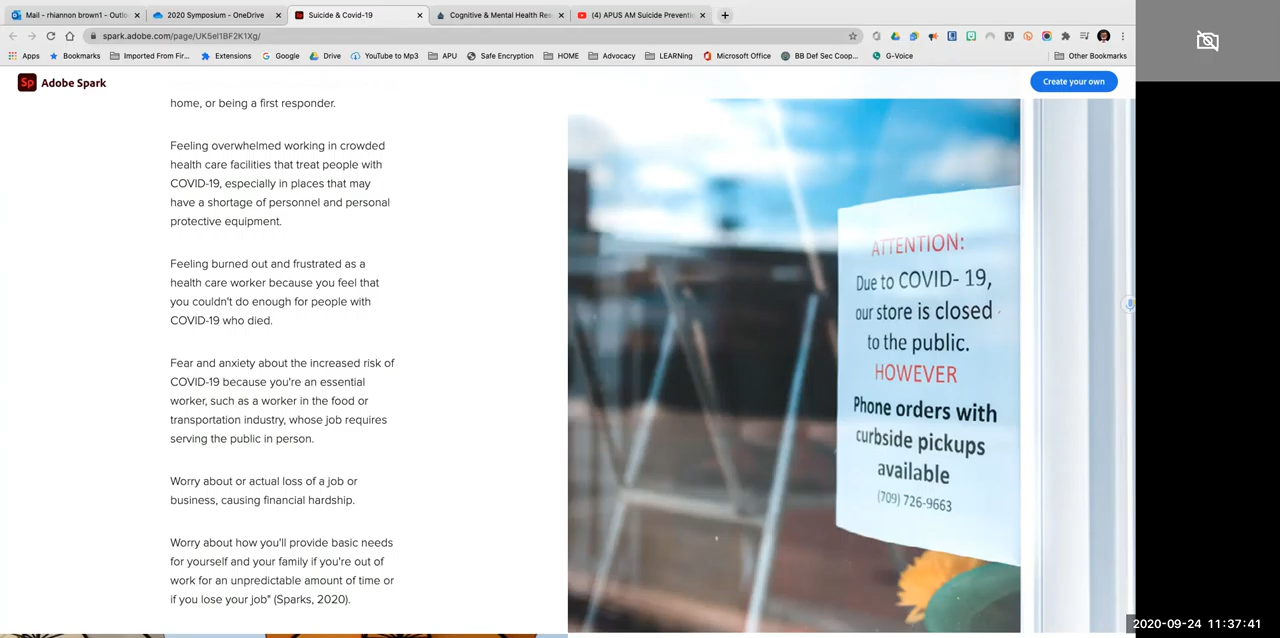 Mail - rhiannon brown1 - Outlo
2020 Symposium - OneDrive
Suicide & Covid-19
Cognitive & Mental Health Res
(4) APUS AM Suicide Preventi
spark.adobe.com/page/UK5eI1BF2K1Xg/
Apps
Bookmarks
Imported From Fir...
Extensions
Google
Drive
YouTube to Mp3
APU
Safe Encryption
HOME
Advocacy
LEARNing
Microsoft Office
BB Def Sec Coop...
G-Voice
Other Bookmarks
Sp Adobe Spark
Create your own
home, or being a first responder.
Feeling overwhelmed working in crowded
health care facilities that treat people with
COVID-19, especially in places that may
have a shortage of personnel and personal
protective equipment.
Feeling burned out and frustrated as a
health care worker because you feel that
you couldn't do enough for people with
COVID-19 who died.
Fear and anxiety about the increased risk of
COVID-19 because you're an essential
worker, such as a worker in the food or
transportation industry, whose job requires
serving the public in person.
Worry about or actual loss of a job or
business, causing financial hardship.
Worry about how you'll provide basic needs
for yourself and your family if you're out of
work for an unpredictable amount of time or
if you lose your job" (Sparks, 2020).
ATTENTION:
Due to COVID- 19,
our store is closed
to the public.
HOWEVER
Phone orders with
curbside pickups
available
(709) 726-9663
2020-09-24 11:37:41